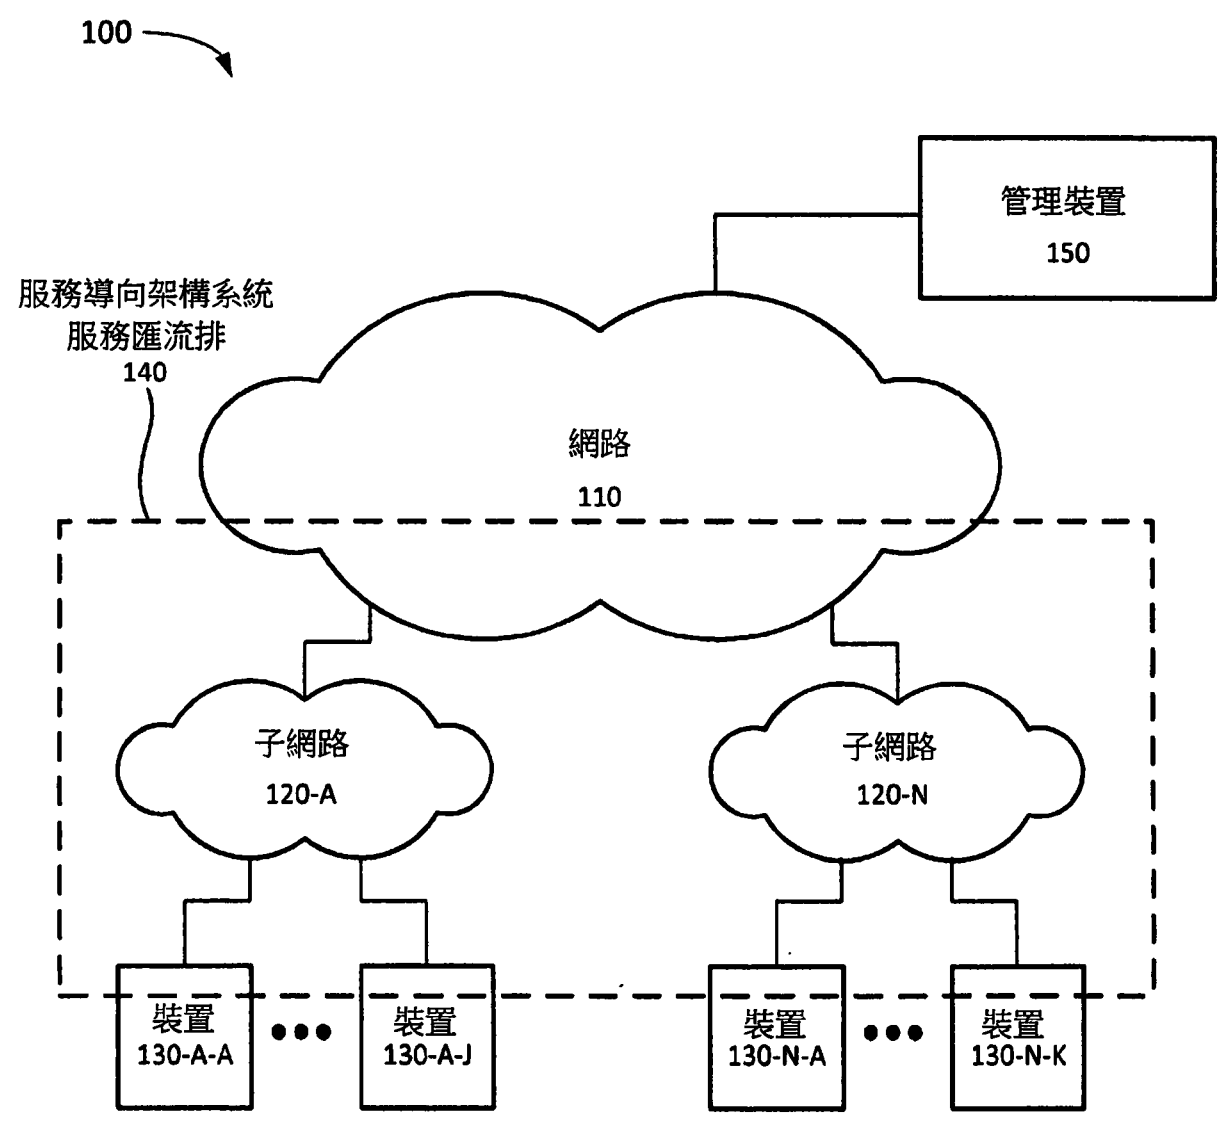 100
管理裝置
150
服務導向架構系統
服務匯流排
140
網路
110
子網路
120-A
子網路
120-N
裝置
130-A-A
裝置
130-A-J
裝置
130-N-A
裝置
130-N-K